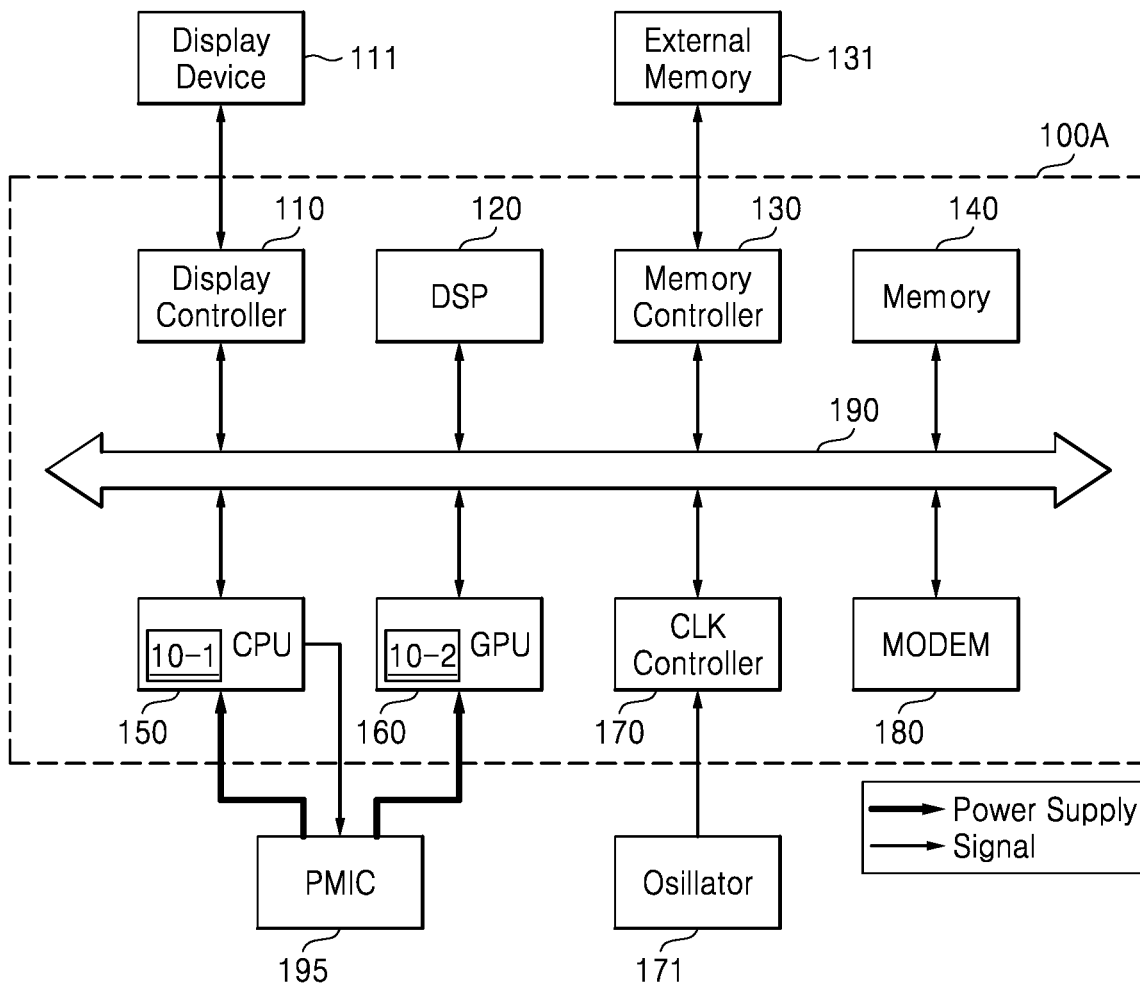 Display
Device
111
External
Memory
131
100A
110
120
130
140
Display
Controller
DSP
Memory
Controller
Memory
190
10-1 CPU
10-2 GPU
CLK
Controller
MODEM
150
160
170
180
Power Supply
Signal
PMIC
Osillator
195
171